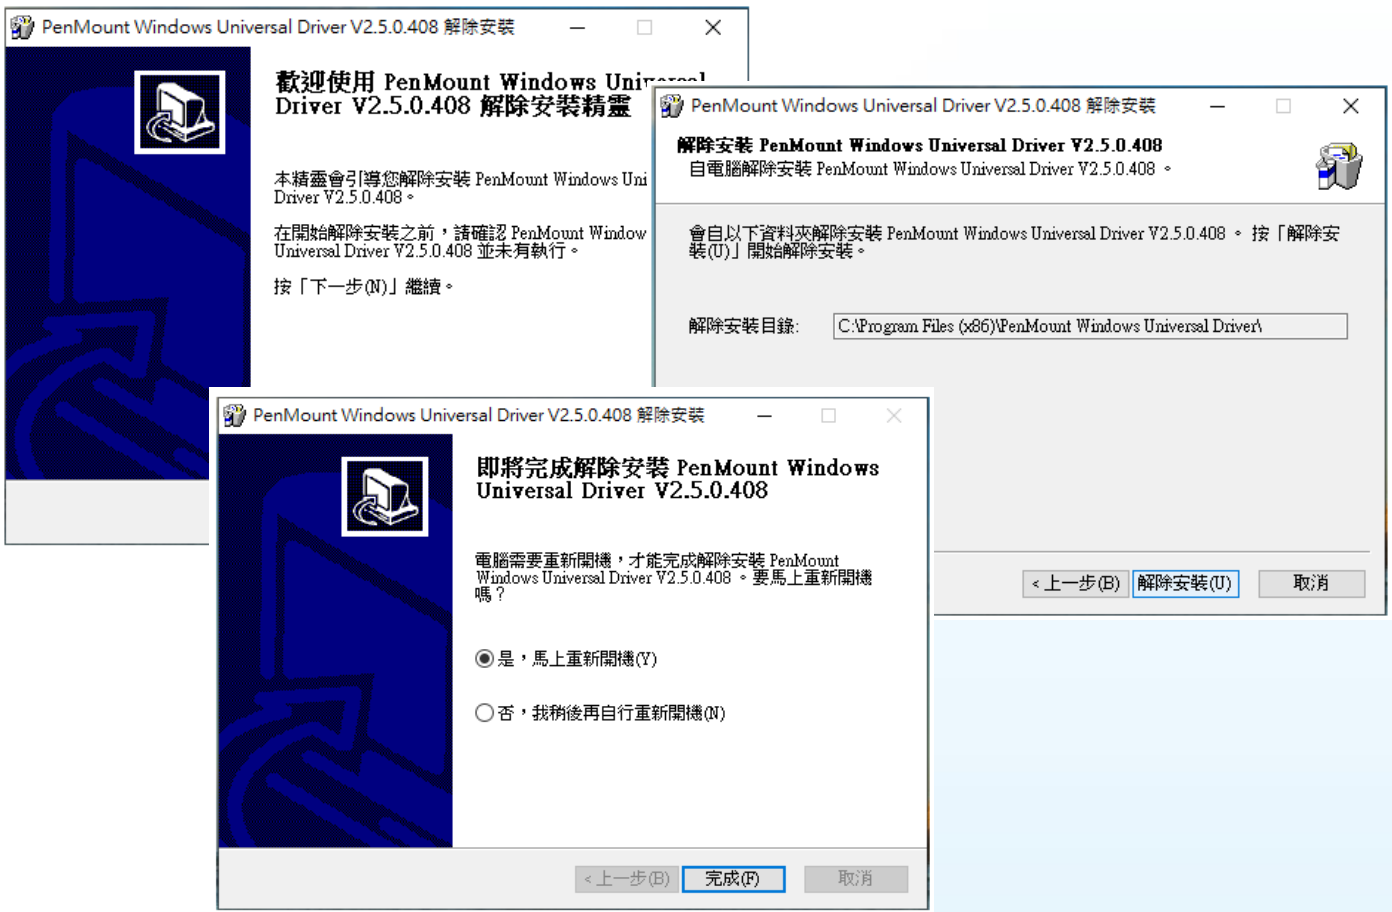 PenMount Windows Universal Driver V2.5.0.408 解除安裝
歡迎使用 PenMount Windows Universal
Driver V2.5.0.408 解除安裝精靈
本精靈會引導您解除安裝 PenMount Windows Uni
Driver V2.5.0.408。
在開始解除安裝之前，請確認 PenMount Window
Universal Driver V2.5.0.408 並未有執行。
按「下一步(N)」繼續。
PenMount Windows Universal Driver V2.5.0.408 解除安裝
解除安裝 PenMount Windows Universal Driver V2.5.0.408
自電腦解除安裝 PenMount Windows Universal Driver V2.5.0.408 。
會自以下資料夾解除安裝 PenMount Windows Universal Driver V2.5.0.408 。 按「解除安
裝(U)」開始解除安裝。
解除安裝目錄: C:\Program Files (x86)\PenMount Windows Universal Driver\
<上一步(B) 解除安裝(U) 取消
PenMount Windows Universal Driver V2.5.0.408 解除安裝
即將完成解除安裝 PenMount Windows
Universal Driver V2.5.0.408
電腦需要重新開機，才能完成解除安裝 PenMount
Windows Universal Driver V2.5.0.408 。要馬上重新開機
嗎？
是，馬上重新開機(Y)
否，我稍後再自行重新開機(N)
<上一步(B) 完成(F) 取消